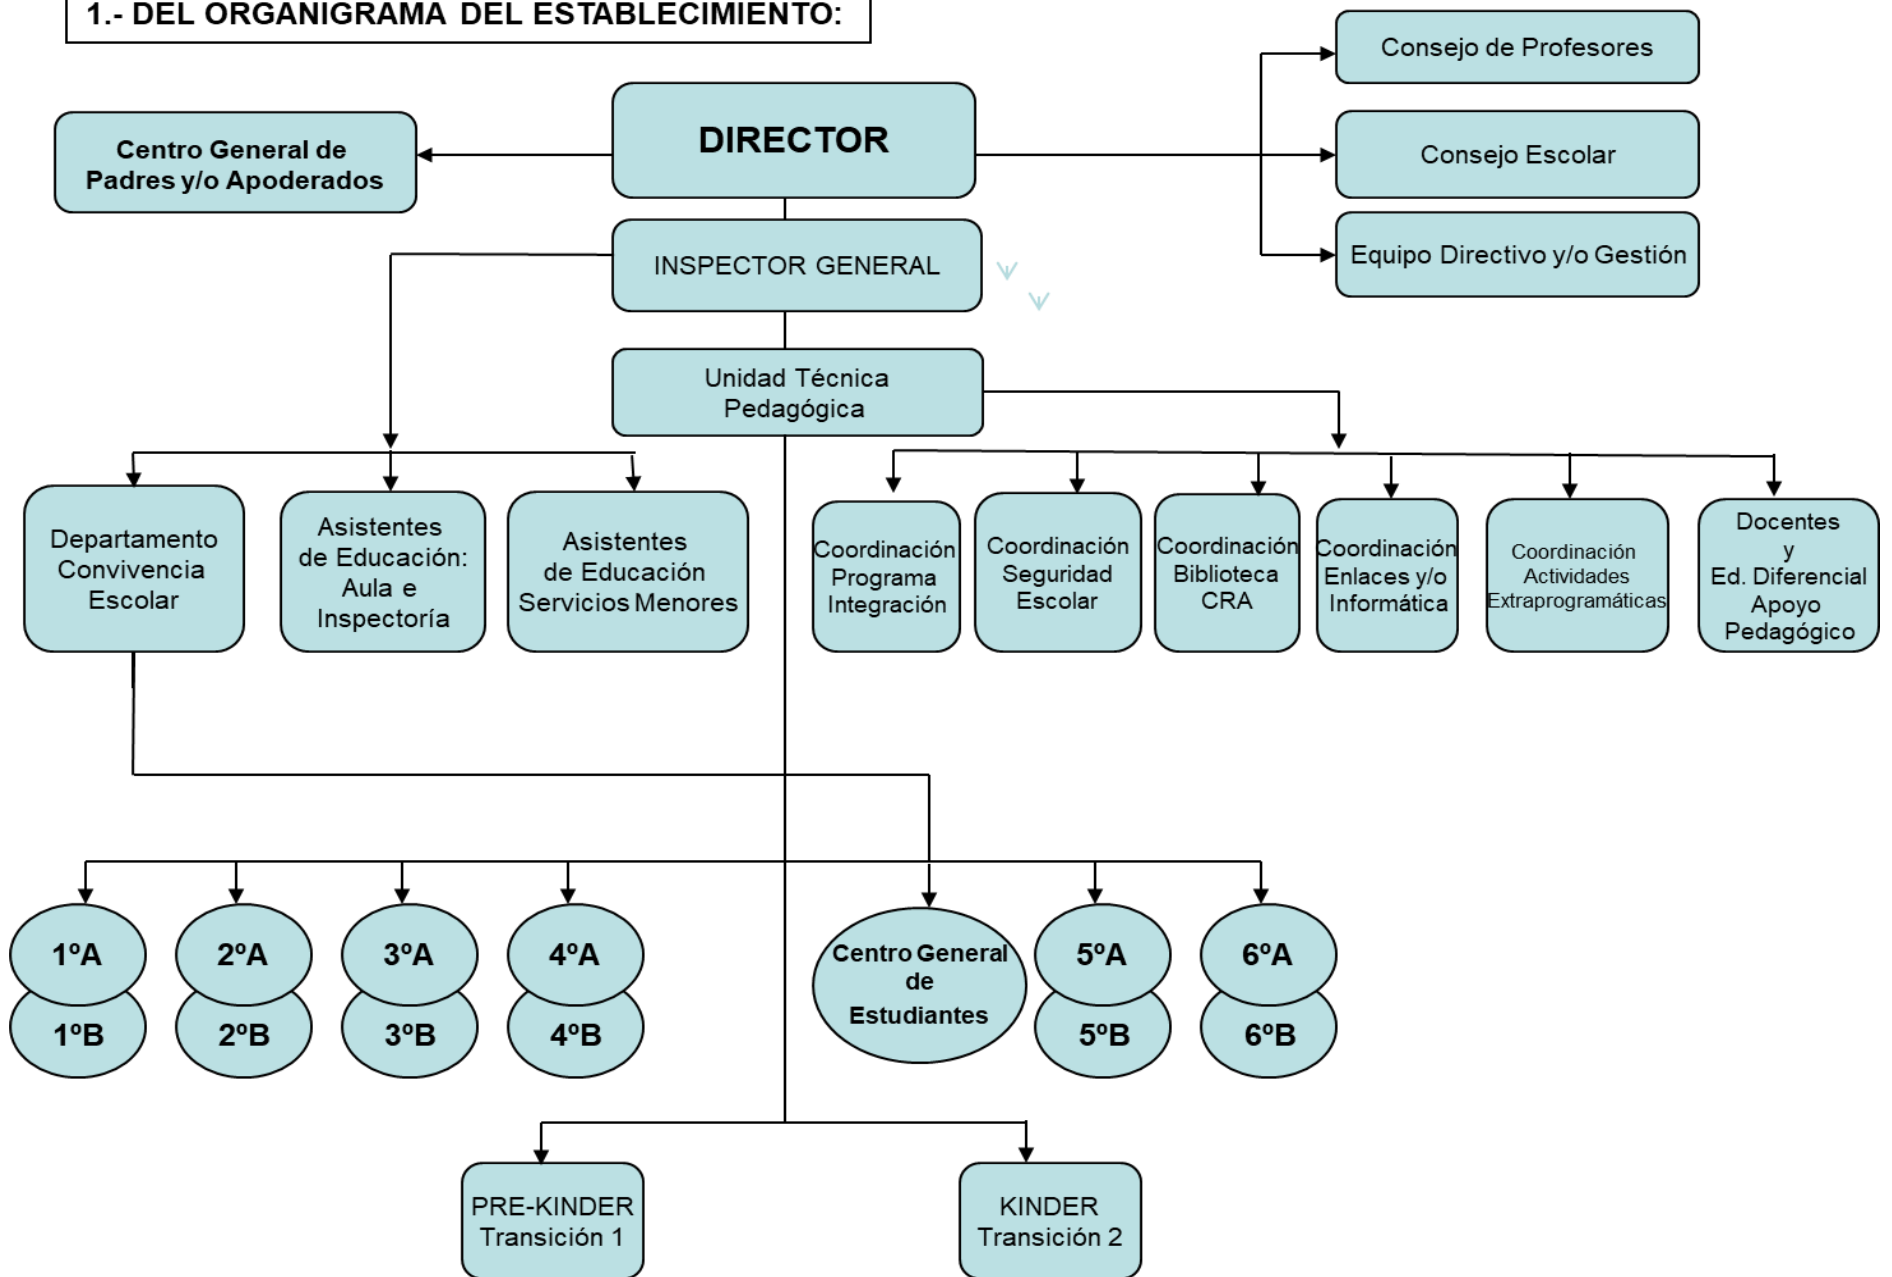 1.- DEL ORGANIGRAMA DEL ESTABLECIMIENTO:
Consejo de Profesores
DIRECTOR
Centro General de
Padres y/o Apoderados
Consejo Escolar
INSPECTOR GENERAL
Equipo Directivo y/o Gestión
Unidad Técnica
Pedagógica
Departamento
Convivencia
Escolar
Asistentes
de Educación:
Aula e
Inspectoría
Asistentes
de Educación
Servicios Menores
Coordinación
Programa
Integración
Coordinación
Seguridad
Escolar
Coordinación
Biblioteca
CRA
Coordinación
Enlaces y/o
Informática
Coordinación
Actividades
Extraprogramáticas
Docentes
y
Ed. Diferencial
Apoyo
Pedagógico
1ºA
1ºB
2ºA
2ºB
3ºA
3ºB
4ºA
4ºB
Centro General
de
Estudiantes
5ºA
5ºB
6ºA
6ºB
PRE-KINDER
Transición 1
KINDER
Transición 2